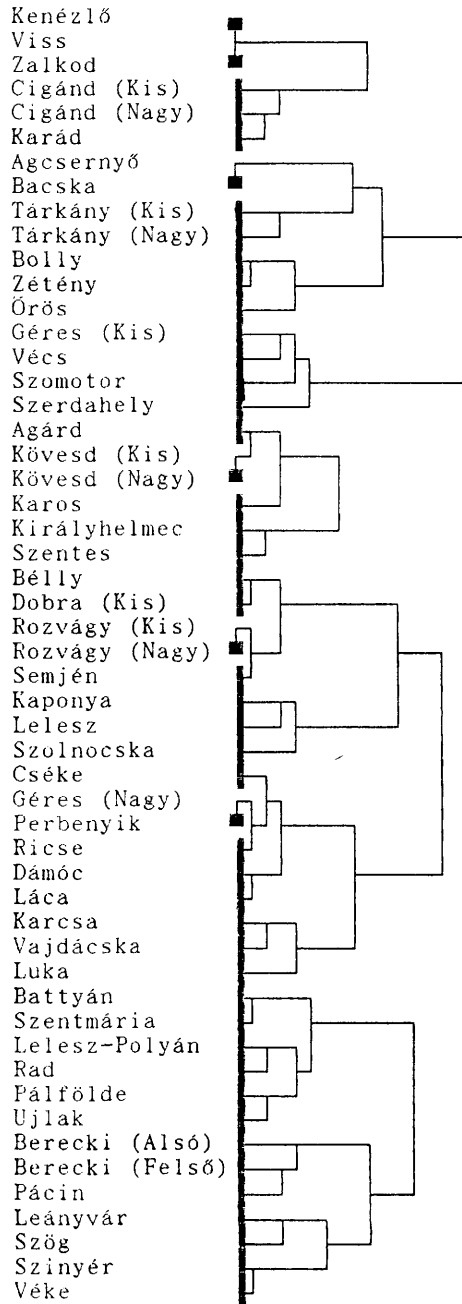 Kenézlő
Viss
Zalkod
Cigánd (Kis)
Cigánd (Nagy)
Karád
Agcsernyő
Bacska
Tárkány (Kis)
Tárkány (Nagy)
Bolly
Zétény
Őrös
Géres (Kis)
Vécs
Szomotor
Szerdahely
Agárd
Kövesd (Kis)
Kövesd (Nagy)
Karos
Királyhelmec
Szentes
Bélly
Dobra (Kis)
Rozvágy (Kis)
Rozvágy (Nagy)
Semjén
Kaponya
Lelesz
Szolnocska
Cséke
Géres (Nagy)
Perbenyik
Ricse
Dámóc
Láca
Karcsa
Vajdácska
Luka
Battyán
Szentmária
Lelesz-Polyán
Rad
Pálfölde
Ujlak
Berecki (Alsó)
Berecki (Felső)
Pácin
Leányvár
Szög
Szinyér
Véke